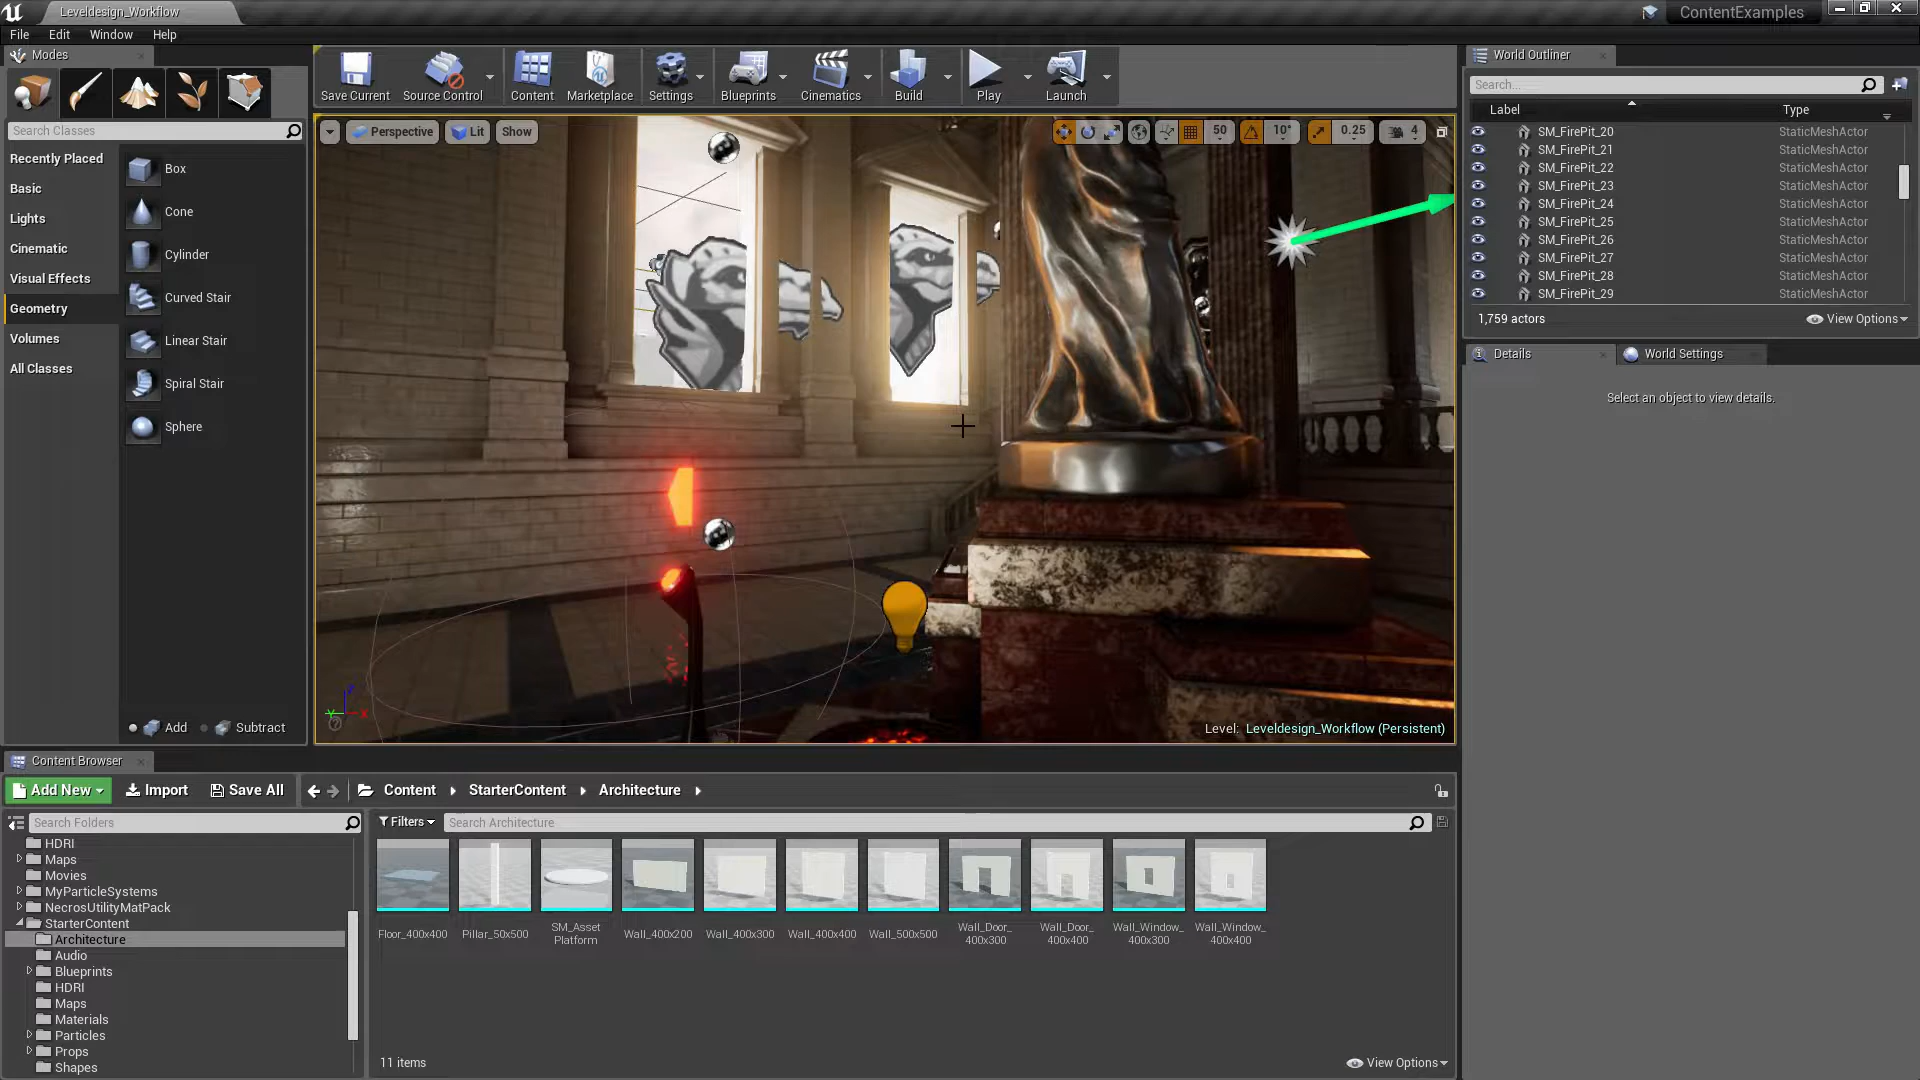 Leveldesign_Workflow
ContentExamples
File Edit Window Help
Modes
Save Current
Source Control
Content
Marketplace
Settings
Blueprints
Cinematics
Build
Play
Launch
Search Classes
Recently Placed
Basic
Lights
Cinematic
Visual Effects
Geometry
Volumes
All Classes
Box
Cone
Cylinder
Curved Stair
Linear Stair
Spiral Stair
Sphere
Add
Subtract
Perspective
Lit
Show
50
10°
0.25
4
Level: Leveldesign_Workflow (Persistent)
World Outliner
Search...
Label Type
SM_FirePit_20 StaticMeshActor
SM_FirePit_21 StaticMeshActor
SM_FirePit_22 StaticMeshActor
SM_FirePit_23 StaticMeshActor
SM_FirePit_24 StaticMeshActor
SM_FirePit_25 StaticMeshActor
SM_FirePit_26 StaticMeshActor
SM_FirePit_27 StaticMeshActor
SM_FirePit_28 StaticMeshActor
SM_FirePit_29 StaticMeshActor
1,759 actors
View Options
Details
World Settings
Select an object to view details.
Content Browser
Add New
Import
Save All
Content
StarterContent
Architecture
Search Folders
HDRI
Maps
Movies
MyParticleSystems
NecrosUtilityMatPack
StarterContent
Architecture
Audio
Blueprints
HDRI
Maps
Materials
Particles
Props
Shapes
Filters
Search Architecture
Floor_400x400
Pillar_50x500
SM_Asset
Platform
Wall_400x200
Wall_400x300
Wall_400x400
Wall_500x500
Wall_Door_
400x300
Wall_Door_
400x400
Wall_Window_
400x300
Wall_Window_
400x400
11 items
View Options